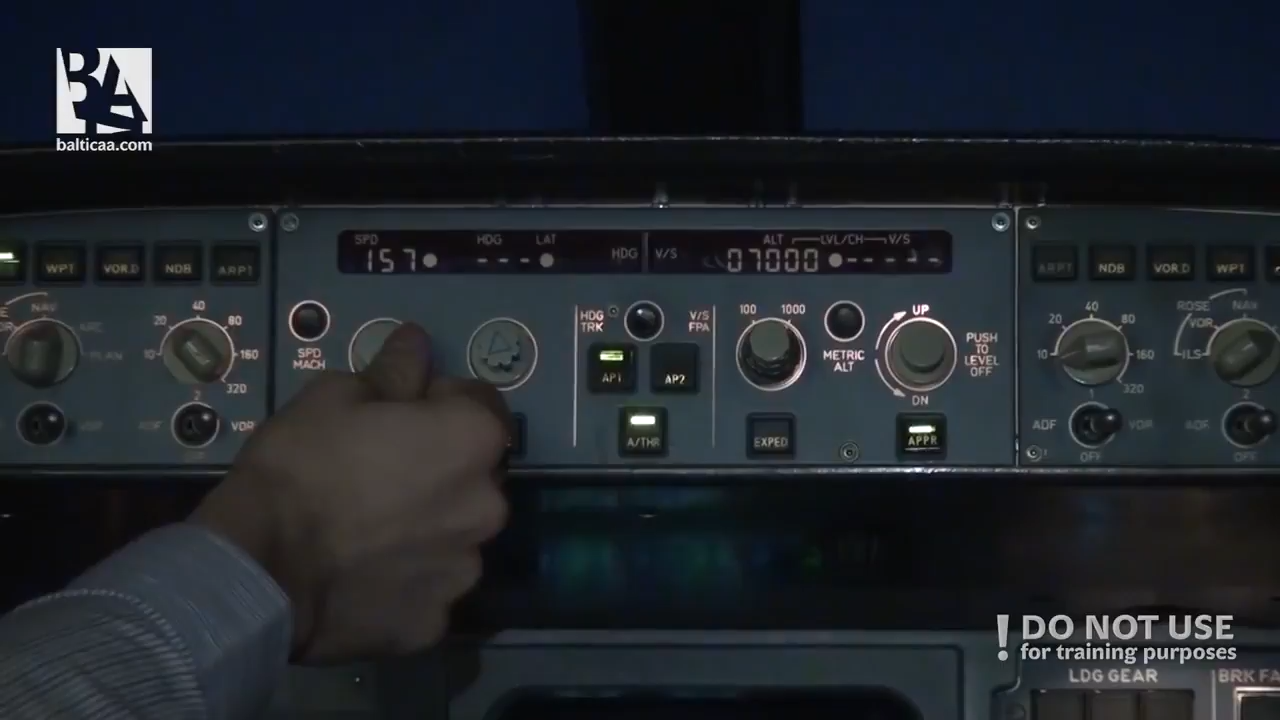 BA
balticaa.com
SPD
HDG
LAT
ALT
LVL/CH
V/S
157
---
HDG
V/S
07000
WPT
VOR.D
NDB
ARPT
ARPT
NDB
VOR.D
WPT
NAV
ARC
PLAN
10
20
40
80
160
320
SPD
MACH
HDG
TRK
V/S
FPA
100
1000
METRIC
ALT
UP
DN
PUSH
TO
LEVEL
OFF
10
20
40
80
160
320
ROSE
NAV
VOR
ILS
AP1
AP2
A/THR
EXPED
APPR
VOR
ADF
2
VOR
ADF
1
VOR
OFF
ADF
2
OFF
! DO NOT USE
for training purposes
LDG GEAR
BRK FA